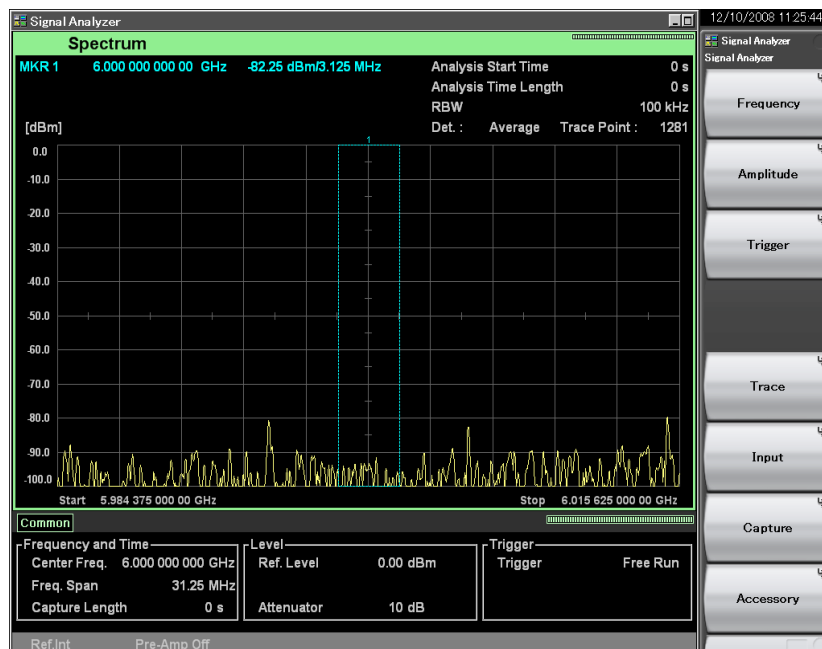 Signal Analyzer
12/10/2008 11:25:44
Spectrum
MKR 1 6.000 000 000 00 GHz -82.25 dBm/3.125 MHz
Analysis Start Time 0 s
Analysis Time Length 0 s
RBW 100 kHz
[dBm]
Det. : Average Trace Point : 1281
1
0.0
-10.0
-20.0
-30.0
-40.0
-50.0
-60.0
-70.0
-80.0
-90.0
-100.0
Start 5.984 375 000 00 GHz
Stop 6.015 625 000 00 GHz
Common
Frequency and Time
Center Freq. 6.000 000 000 GHz
Freq. Span 31.25 MHz
Capture Length 0 s
Level
Ref. Level 0.00 dBm
Attenuator 10 dB
Trigger
Trigger Free Run
Ref.Int Pre-Amp Off
Signal Analyzer
Signal Analyzer
Frequency
Amplitude
Trigger
Trace
Input
Capture
Accessory